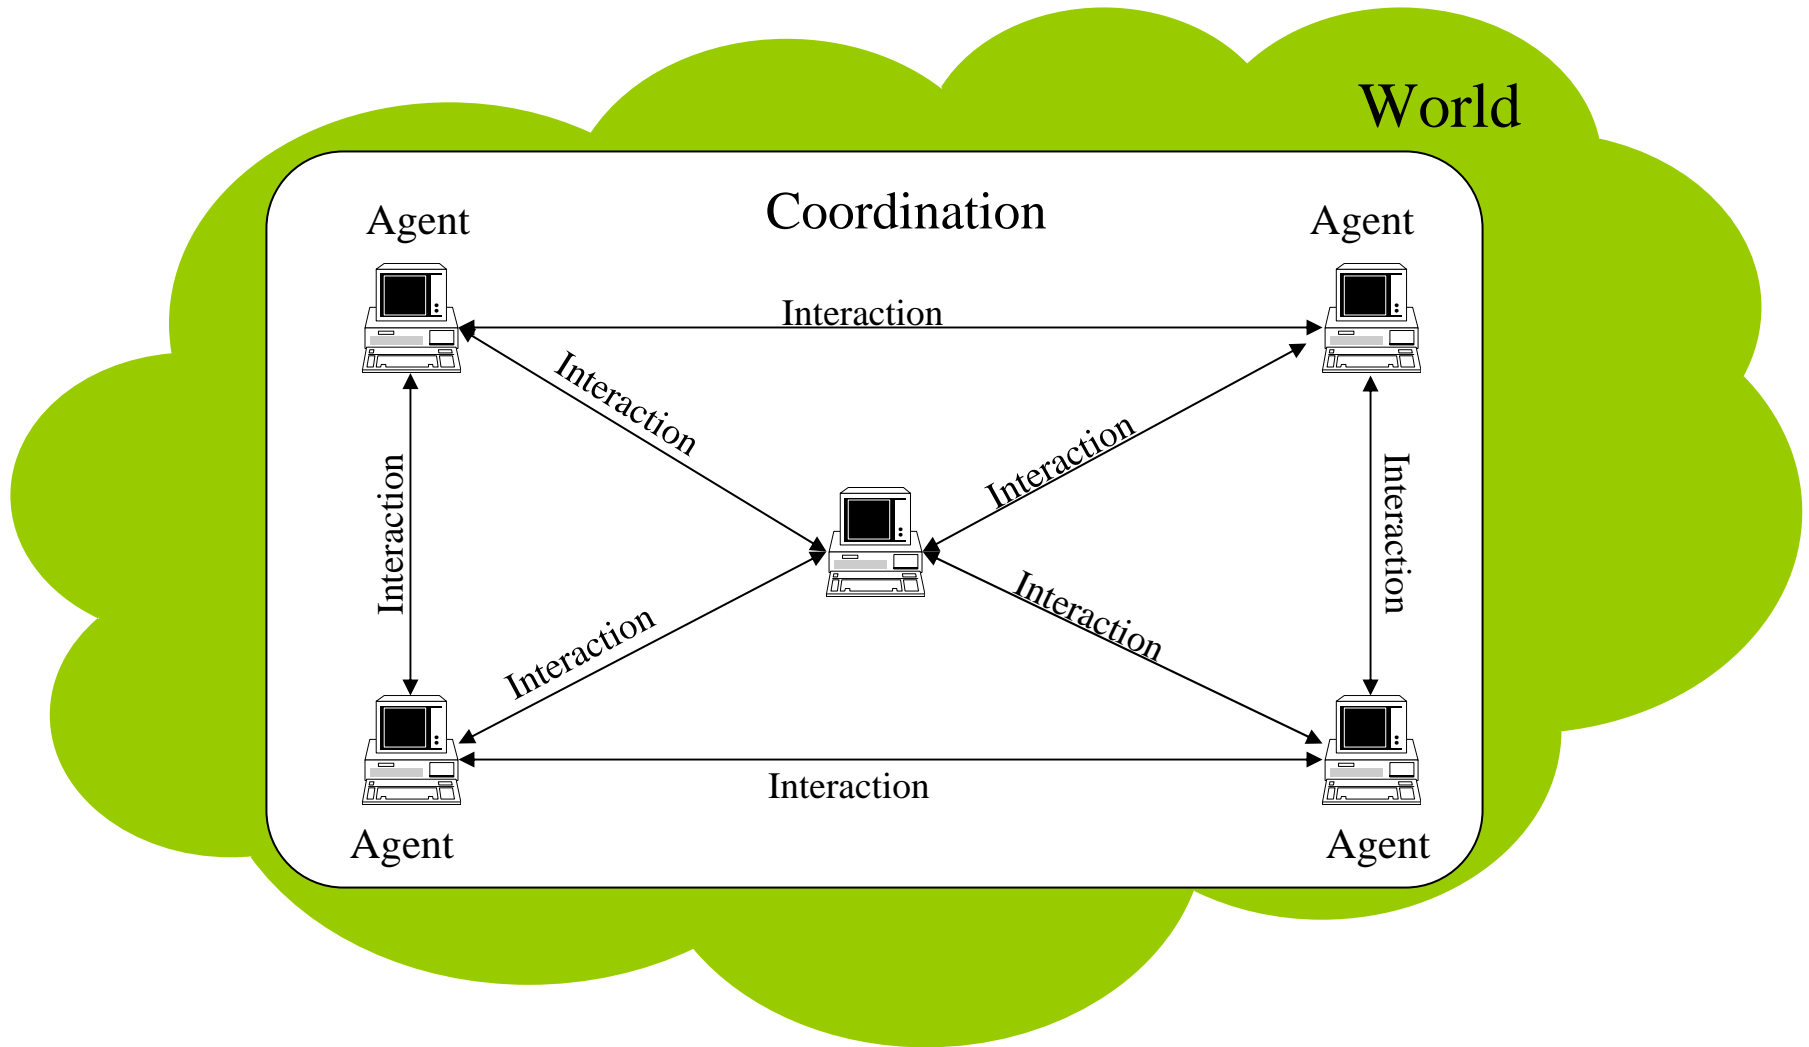 World
Coordination
Agent
Agent
Interaction
Interaction
Interaction
Interaction
Interaction
Interaction
Interaction
Interaction
Agent
Agent